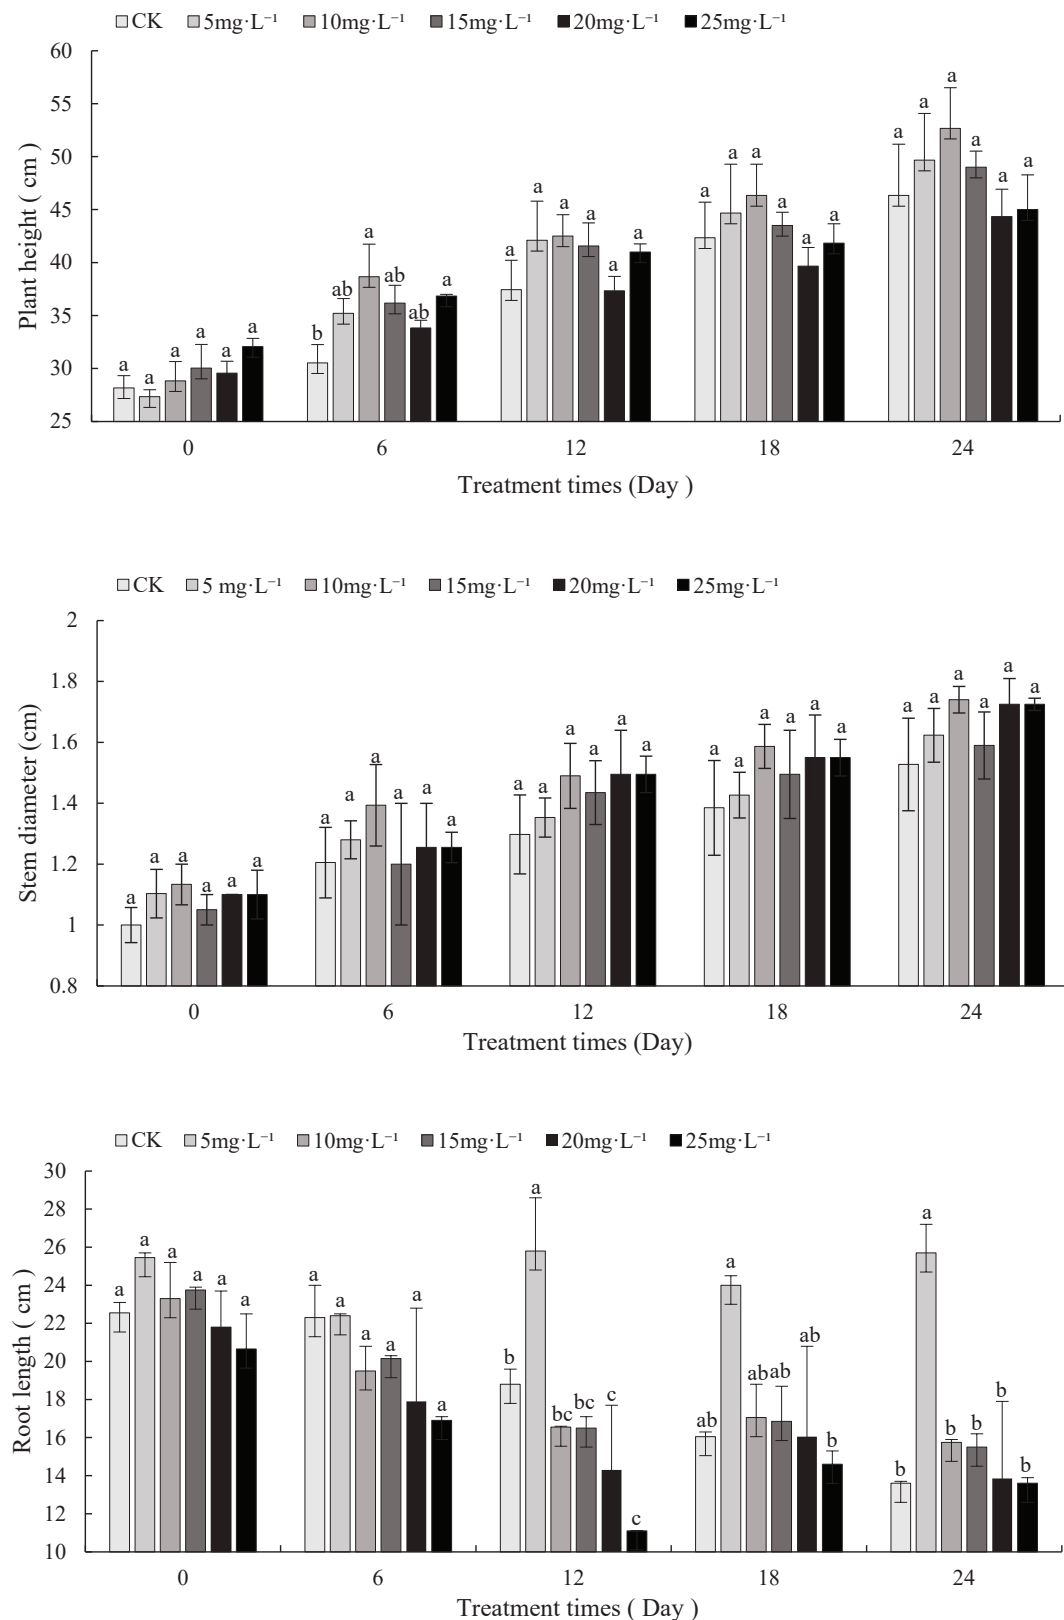 CK 5mg·L⁻¹ 10mg·L⁻¹ 15mg·L⁻¹ 20mg·L⁻¹ 25mg·L⁻¹
60
55
50
45
40
35
30
25
Plant height ( cm )
a a a a a a
b ab a ab ab a
a a a a a a
a a a a a a
a a a a a a
0 6 12 18 24
Treatment times (Day )
CK 5 mg·L⁻¹ 10mg·L⁻¹ 15mg·L⁻¹ 20mg·L⁻¹ 25mg·L⁻¹
2
1.8
1.6
1.4
1.2
1
0.8
Stem diameter (cm)
a a a a a a
a a a a a a
a a a a a a
a a a a a a
a a a a a a
0 6 12 18 24
Treatment times (Day)
CK 5mg·L⁻¹ 10mg·L⁻¹ 15mg·L⁻¹ 20mg·L⁻¹ 25mg·L⁻¹
30
28
26
24
22
20
18
16
14
12
10
Root length ( cm )
a a a a a a
a a a a a a
b a bc bc c c
ab a ab ab ab b
b a b b b b
0 6 12 18 24
Treatment times ( Day )